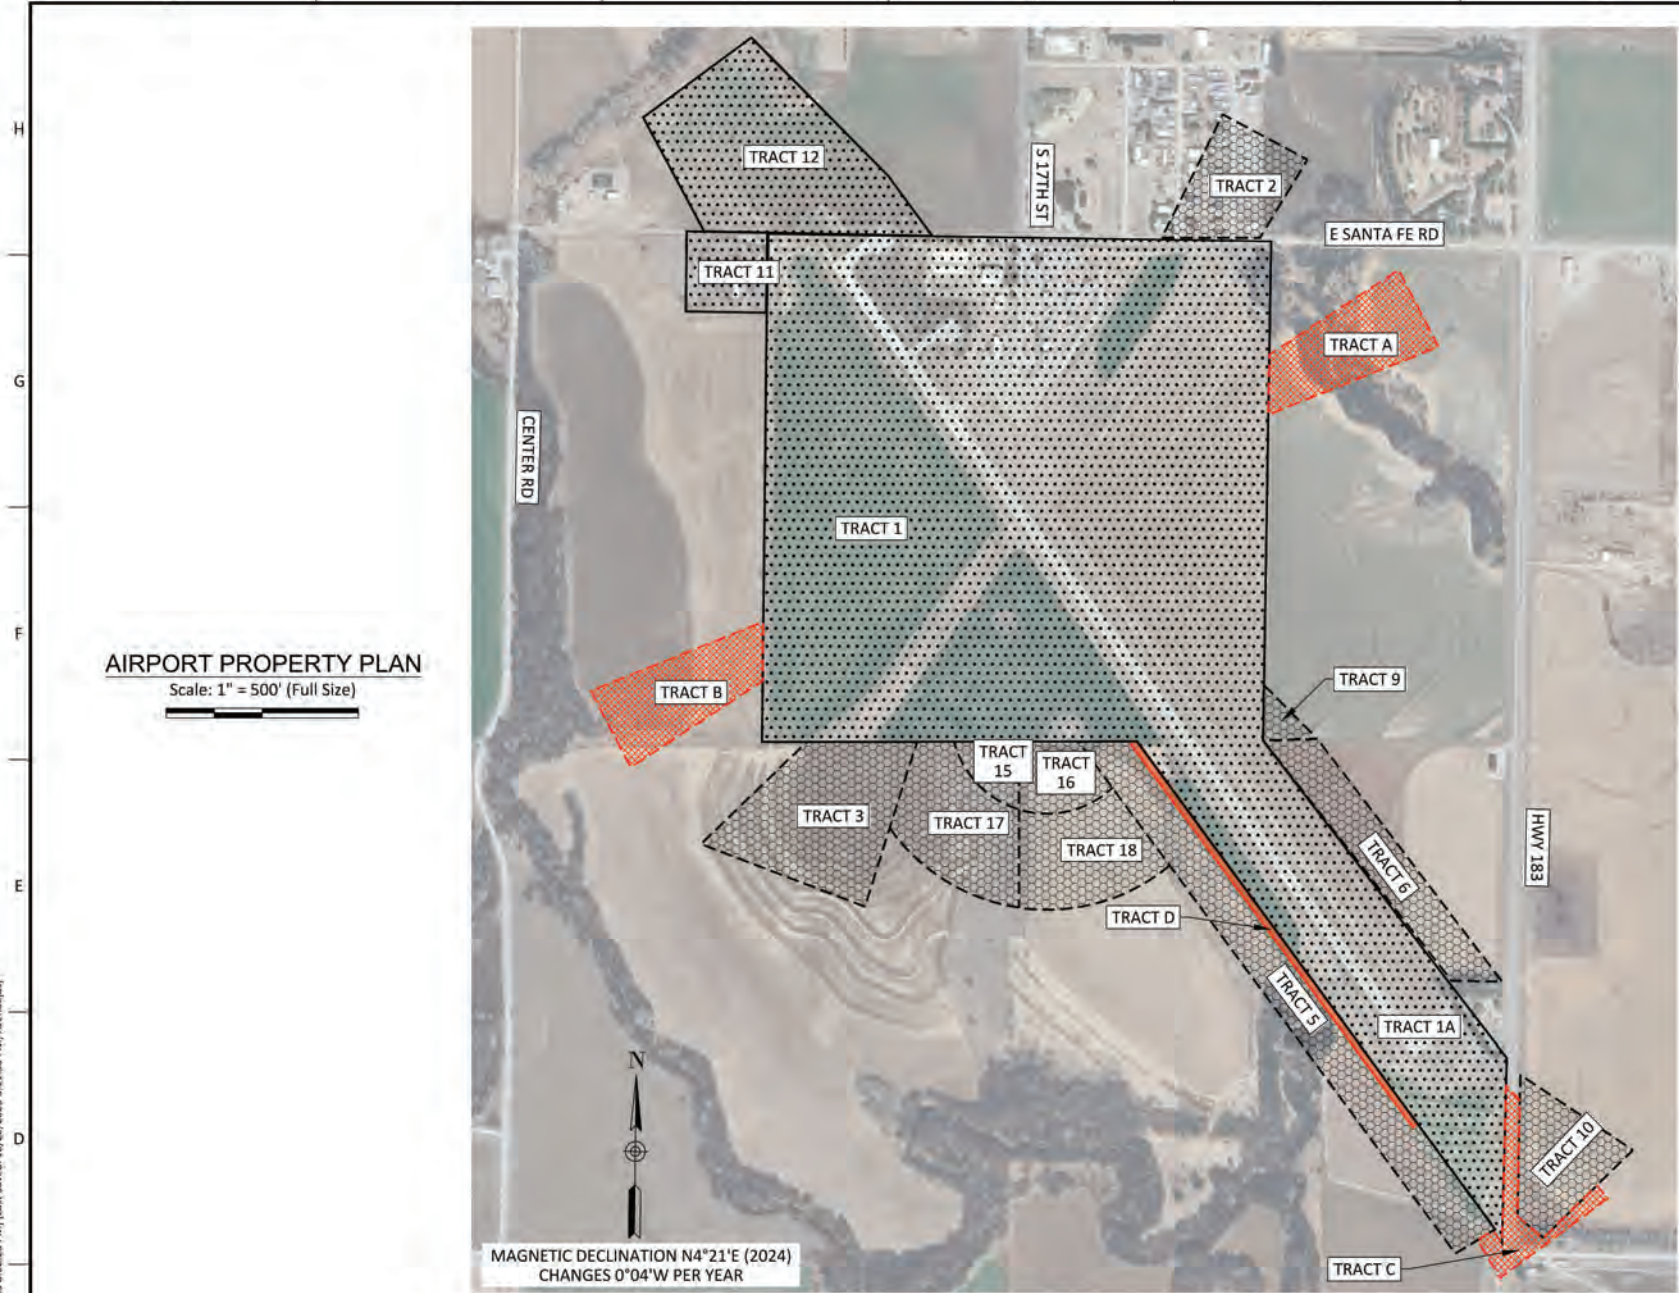 H
TRACT 12
S 17TH ST
TRACT 2
E SANTA FE RD
TRACT 11
TRACT A
G
CENTER RD
TRACT 1
F
AIRPORT PROPERTY PLAN
Scale: 1" = 500' (Full Size)
TRACT B
TRACT 9
TRACT
15
TRACT
16
TRACT 3
TRACT 17
TRACT 18
TRACT 6
HWY 183
E
TRACT D
TRACT 5
TRACT 1A
N
D
TRACT 10
MAGNETIC DECLINATION N4°21'E (2024)
CHANGES 0°04'W PER YEAR
TRACT C